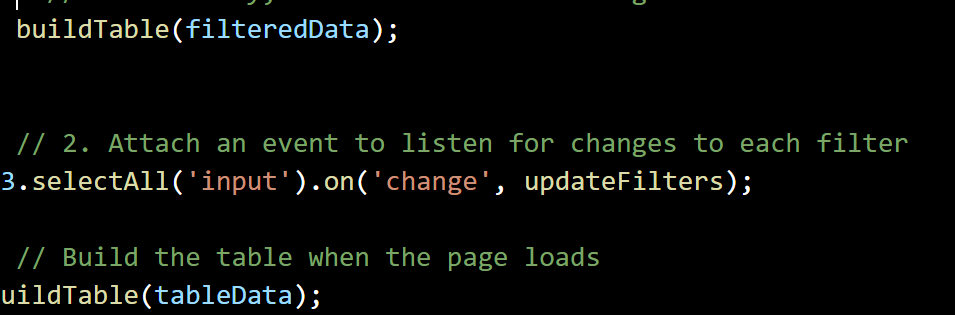 buildTable(filteredData);
// 2. Attach an event to listen for changes to each filter
3.selectAll('input').on('change', updateFilters);
// Build the table when the page loads
uildTable(tableData);